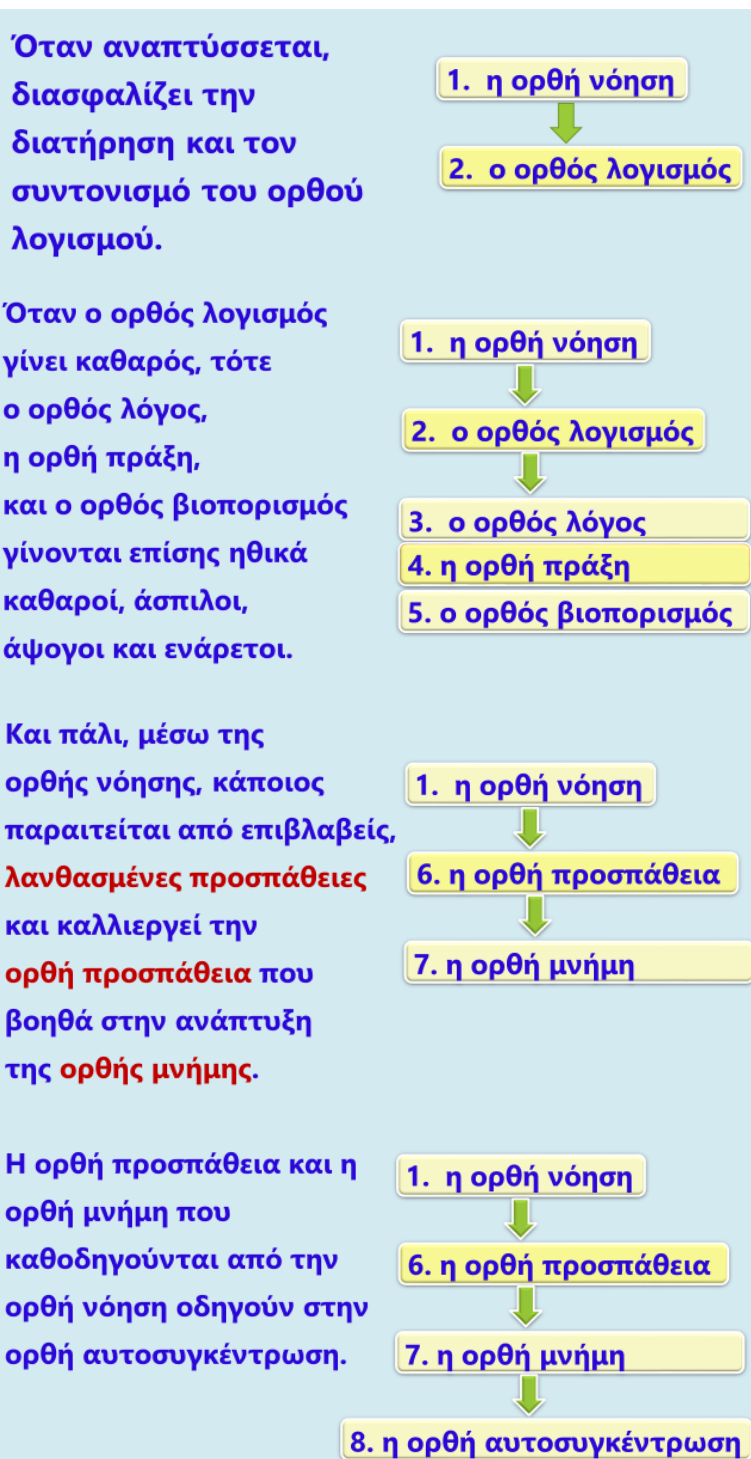 Όταν αναπτύσσεται,
διασφαλίζει την
διατήρηση και τον
συντονισμό του ορθού
λογισμού.
1. η ορθή νόηση
2. ο ορθός λογισμός
Όταν ο ορθός λογισμός
γίνει καθαρός, τότε
ο ορθός λόγος,
η ορθή πράξη,
και ο ορθός βιοπορισμός
γίνονται επίσης ηθικά
καθαροί, άσπιλοι,
άψογοι και ενάρετοι.
1. η ορθή νόηση
2. ο ορθός λογισμός
3. ο ορθός λόγος
4. η ορθή πράξη
5. ο ορθός βιοπορισμός
Και πάλι, μέσω της
ορθής νόησης, κάποιος
παραιτείται από επιβλαβείς,
λανθασμένες προσπάθειες
και καλλιεργεί την
ορθή προσπάθεια που
βοηθά στην ανάπτυξη
της ορθής μνήμης.
1. η ορθή νόηση
6. η ορθή προσπάθεια
7. η ορθή μνήμη
Η ορθή προσπάθεια και η
ορθή μνήμη που
καθοδηγούνται από την
ορθή νόηση οδηγούν στην
ορθή αυτοσυγκέντρωση.
1. η ορθή νόηση
6. η ορθή προσπάθεια
7. η ορθή μνήμη
8. η ορθή αυτοσυγκέντρωση